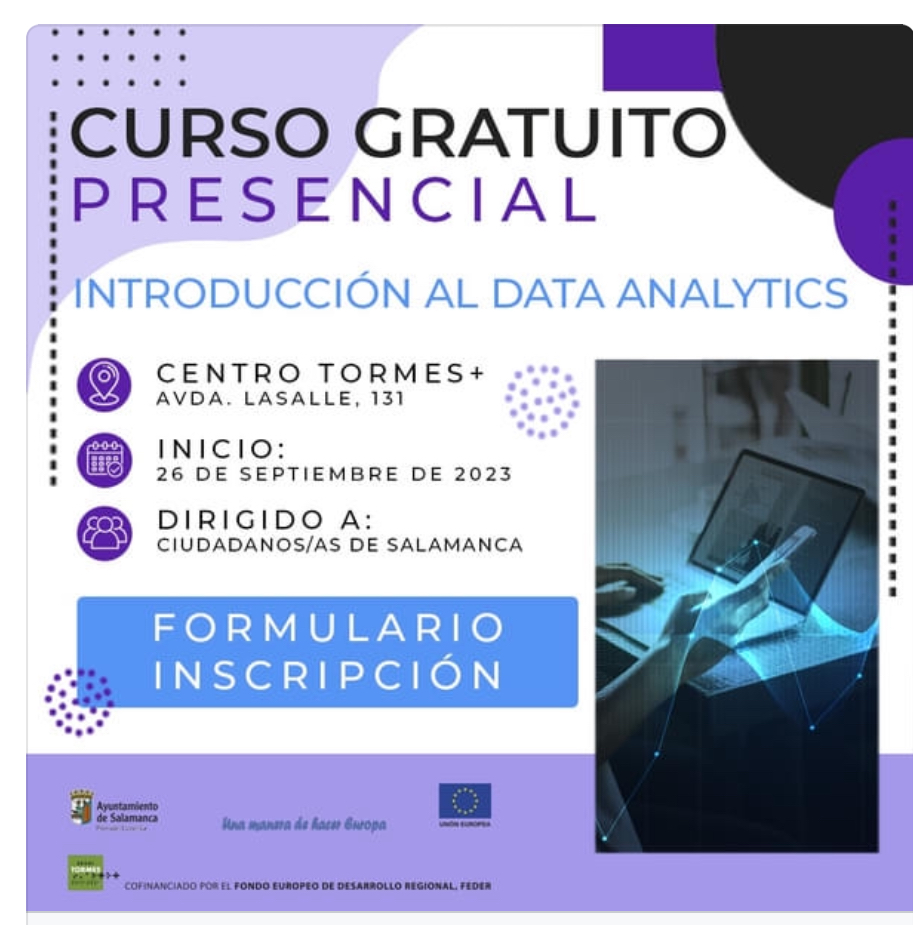 CURSO GRATUITO
PRESENCIAL
INTRODUCCIÓN AL DATA ANALYTICS
CENTRO TORMES+
AVDA. LASALLE, 131
INICIO:
26 DE SEPTIEMBRE DE 2023
DIRIGIDO A:
CIUDADANOS/AS DE SALAMANCA
FORMULARIO
INSCRIPCIÓN
Ayuntamiento
de Salamanca
Una manera de hacer Europa
UNIÓN EUROPEA
TORMES
COFINANCIADO POR EL FONDO EUROPEO DE DESARROLLO REGIONAL, FEDER